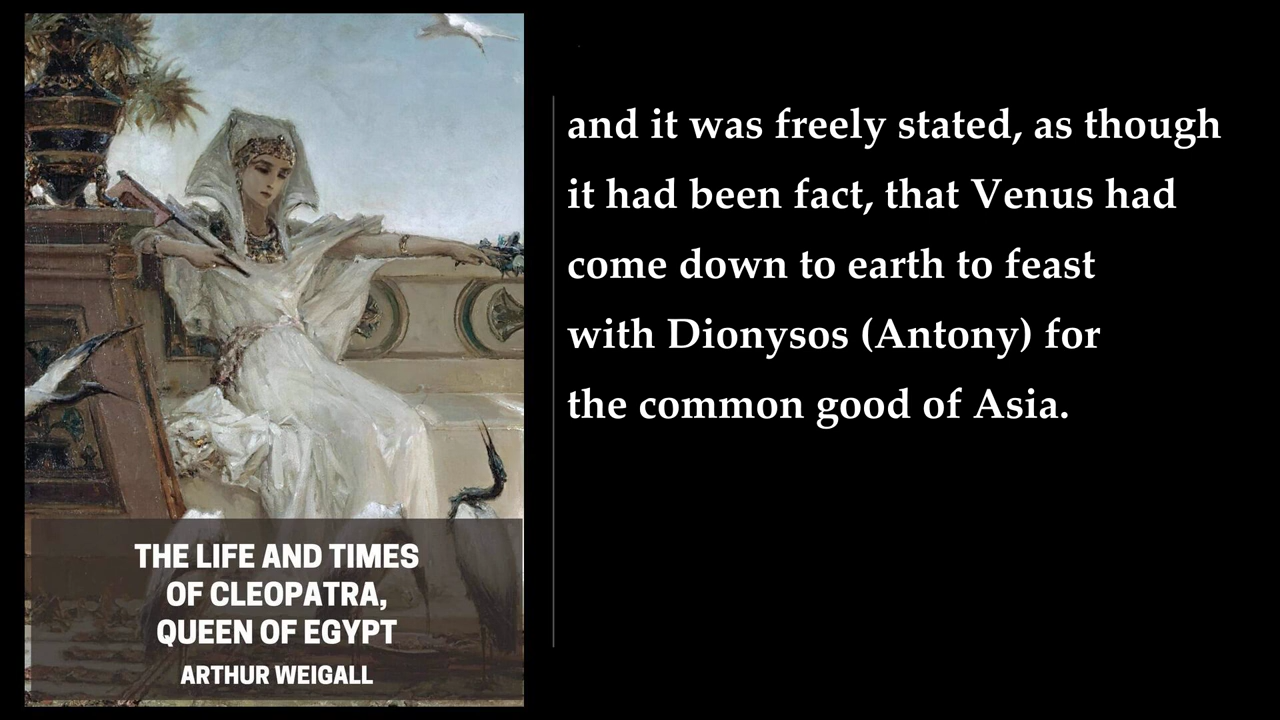 THE LIFE AND TIMES
OF CLEOPATRA,
QUEEN OF EGYPT
ARTHUR WEIGALL
and it was freely stated, as though
it had been fact, that Venus had
come down to earth to feast
with Dionysos (Antony) for
the common good of Asia.